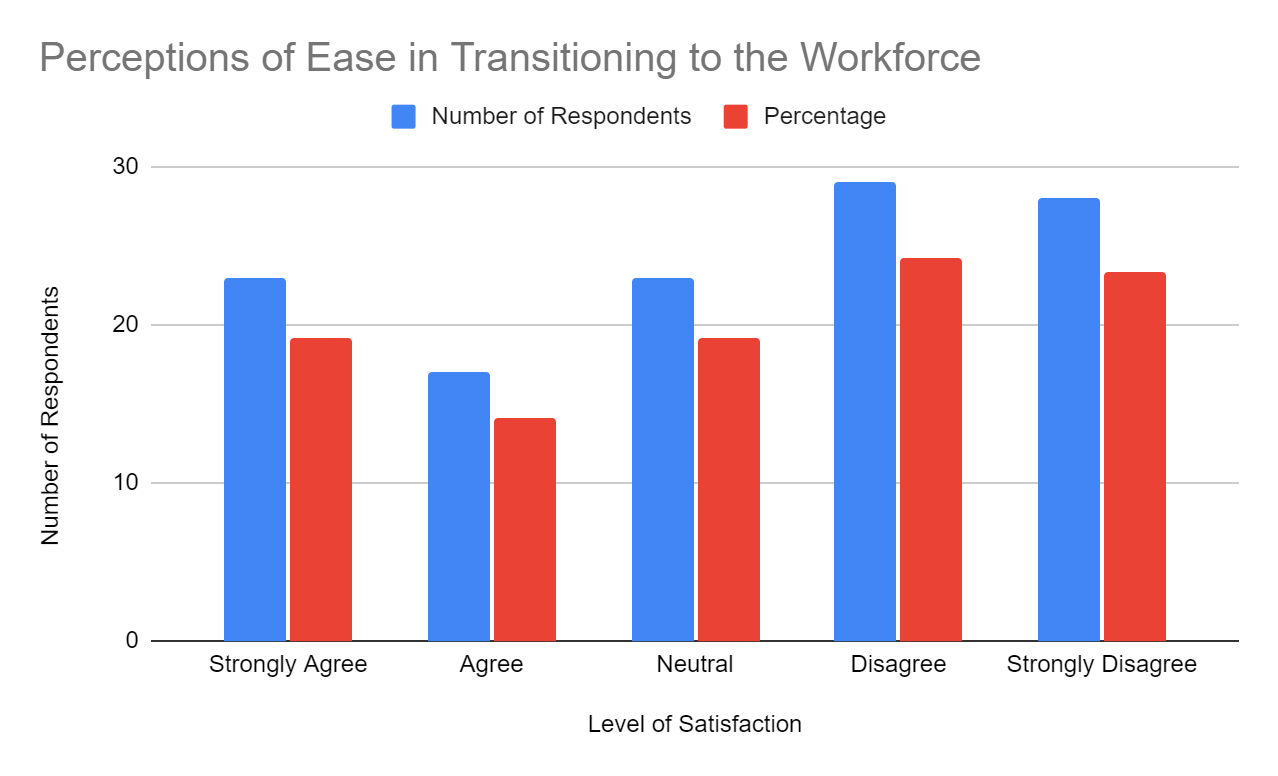 Perceptions of Ease in Transitioning to the Workforce
Number of Respondents Percentage
30
20
10
0
Number of Respondents
Strongly Agree Agree Neutral Disagree Strongly Disagree
Level of Satisfaction